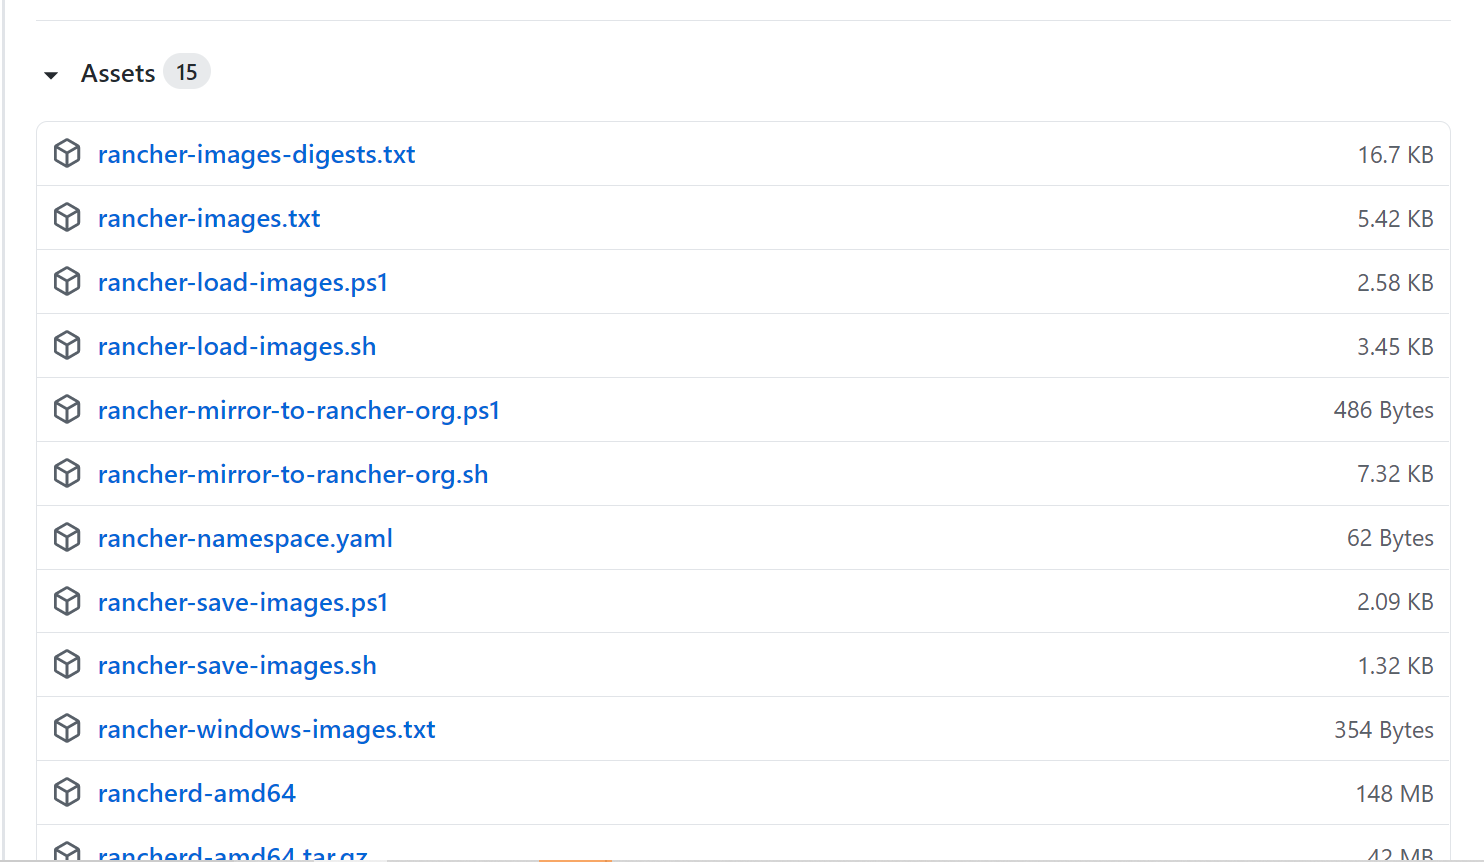 Assets 15
rancher-images-digests.txt 16.7 KB
rancher-images.txt 5.42 KB
rancher-load-images.ps1 2.58 KB
rancher-load-images.sh 3.45 KB
rancher-mirror-to-rancher-org.ps1 486 Bytes
rancher-mirror-to-rancher-org.sh 7.32 KB
rancher-namespace.yaml 62 Bytes
rancher-save-images.ps1 2.09 KB
rancher-save-images.sh 1.32 KB
rancher-windows-images.txt 354 Bytes
rancherd-amd64 148 MB
rancherd-amd64.tar.gz 42 MB